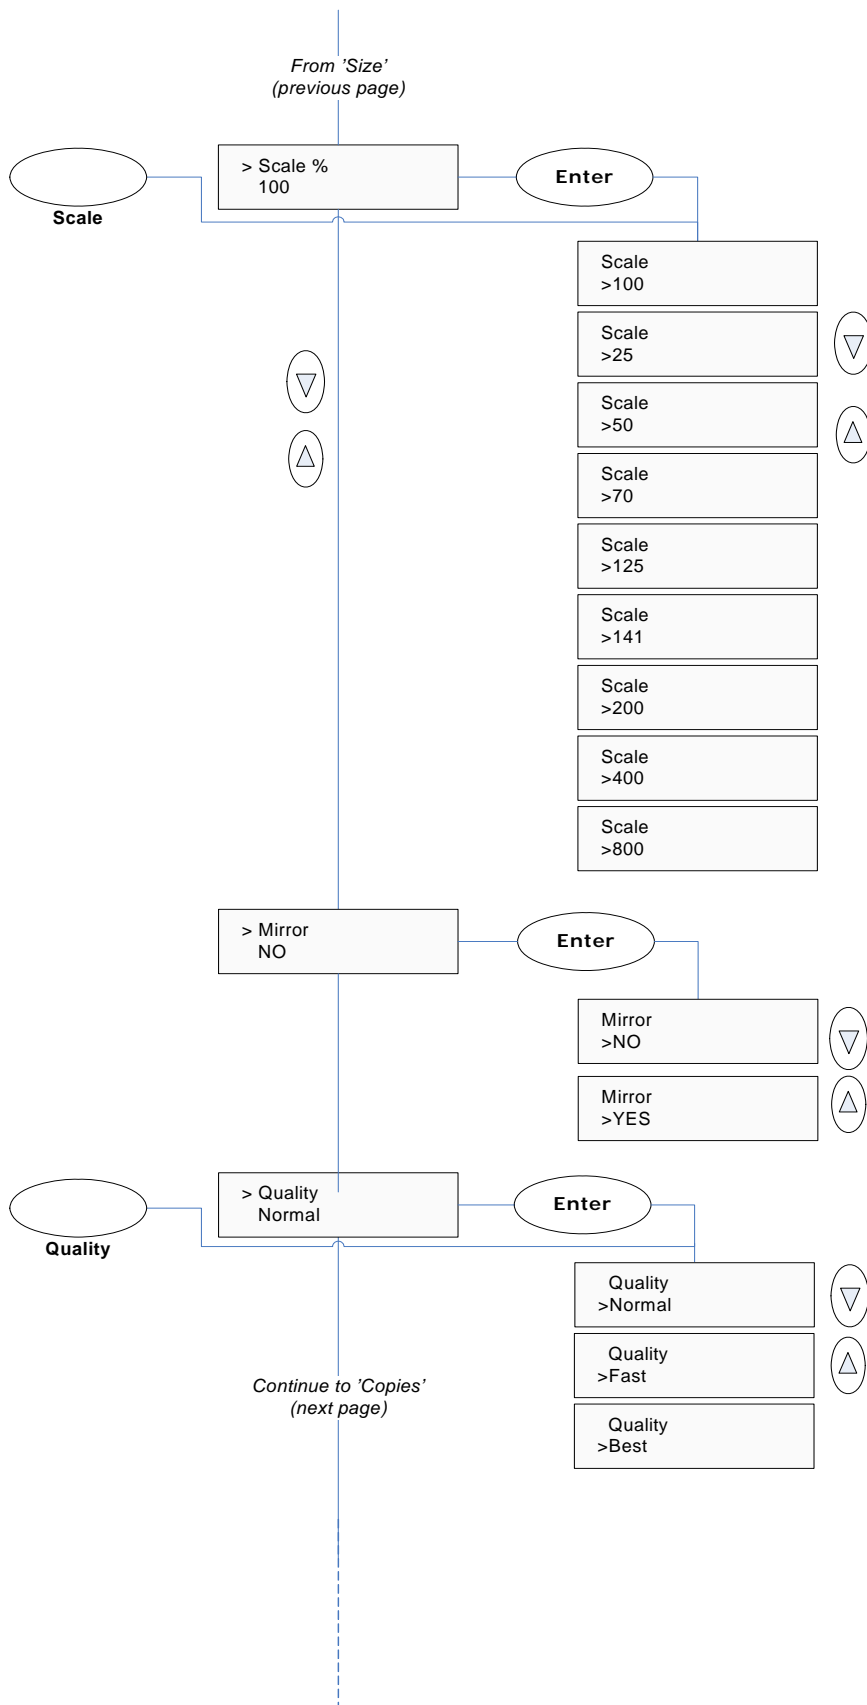 From 'Size'
(previous page)
> Scale %
100
Enter
Scale
Scale
>100
Scale
>25
Scale
>50
Scale
>70
Scale
>125
Scale
>141
Scale
>200
Scale
>400
Scale
>800
> Mirror
NO
Enter
Mirror
>NO
Mirror
>YES
> Quality
Normal
Enter
Quality
Quality
>Normal
Quality
>Fast
Quality
>Best
Continue to 'Copies'
(next page)